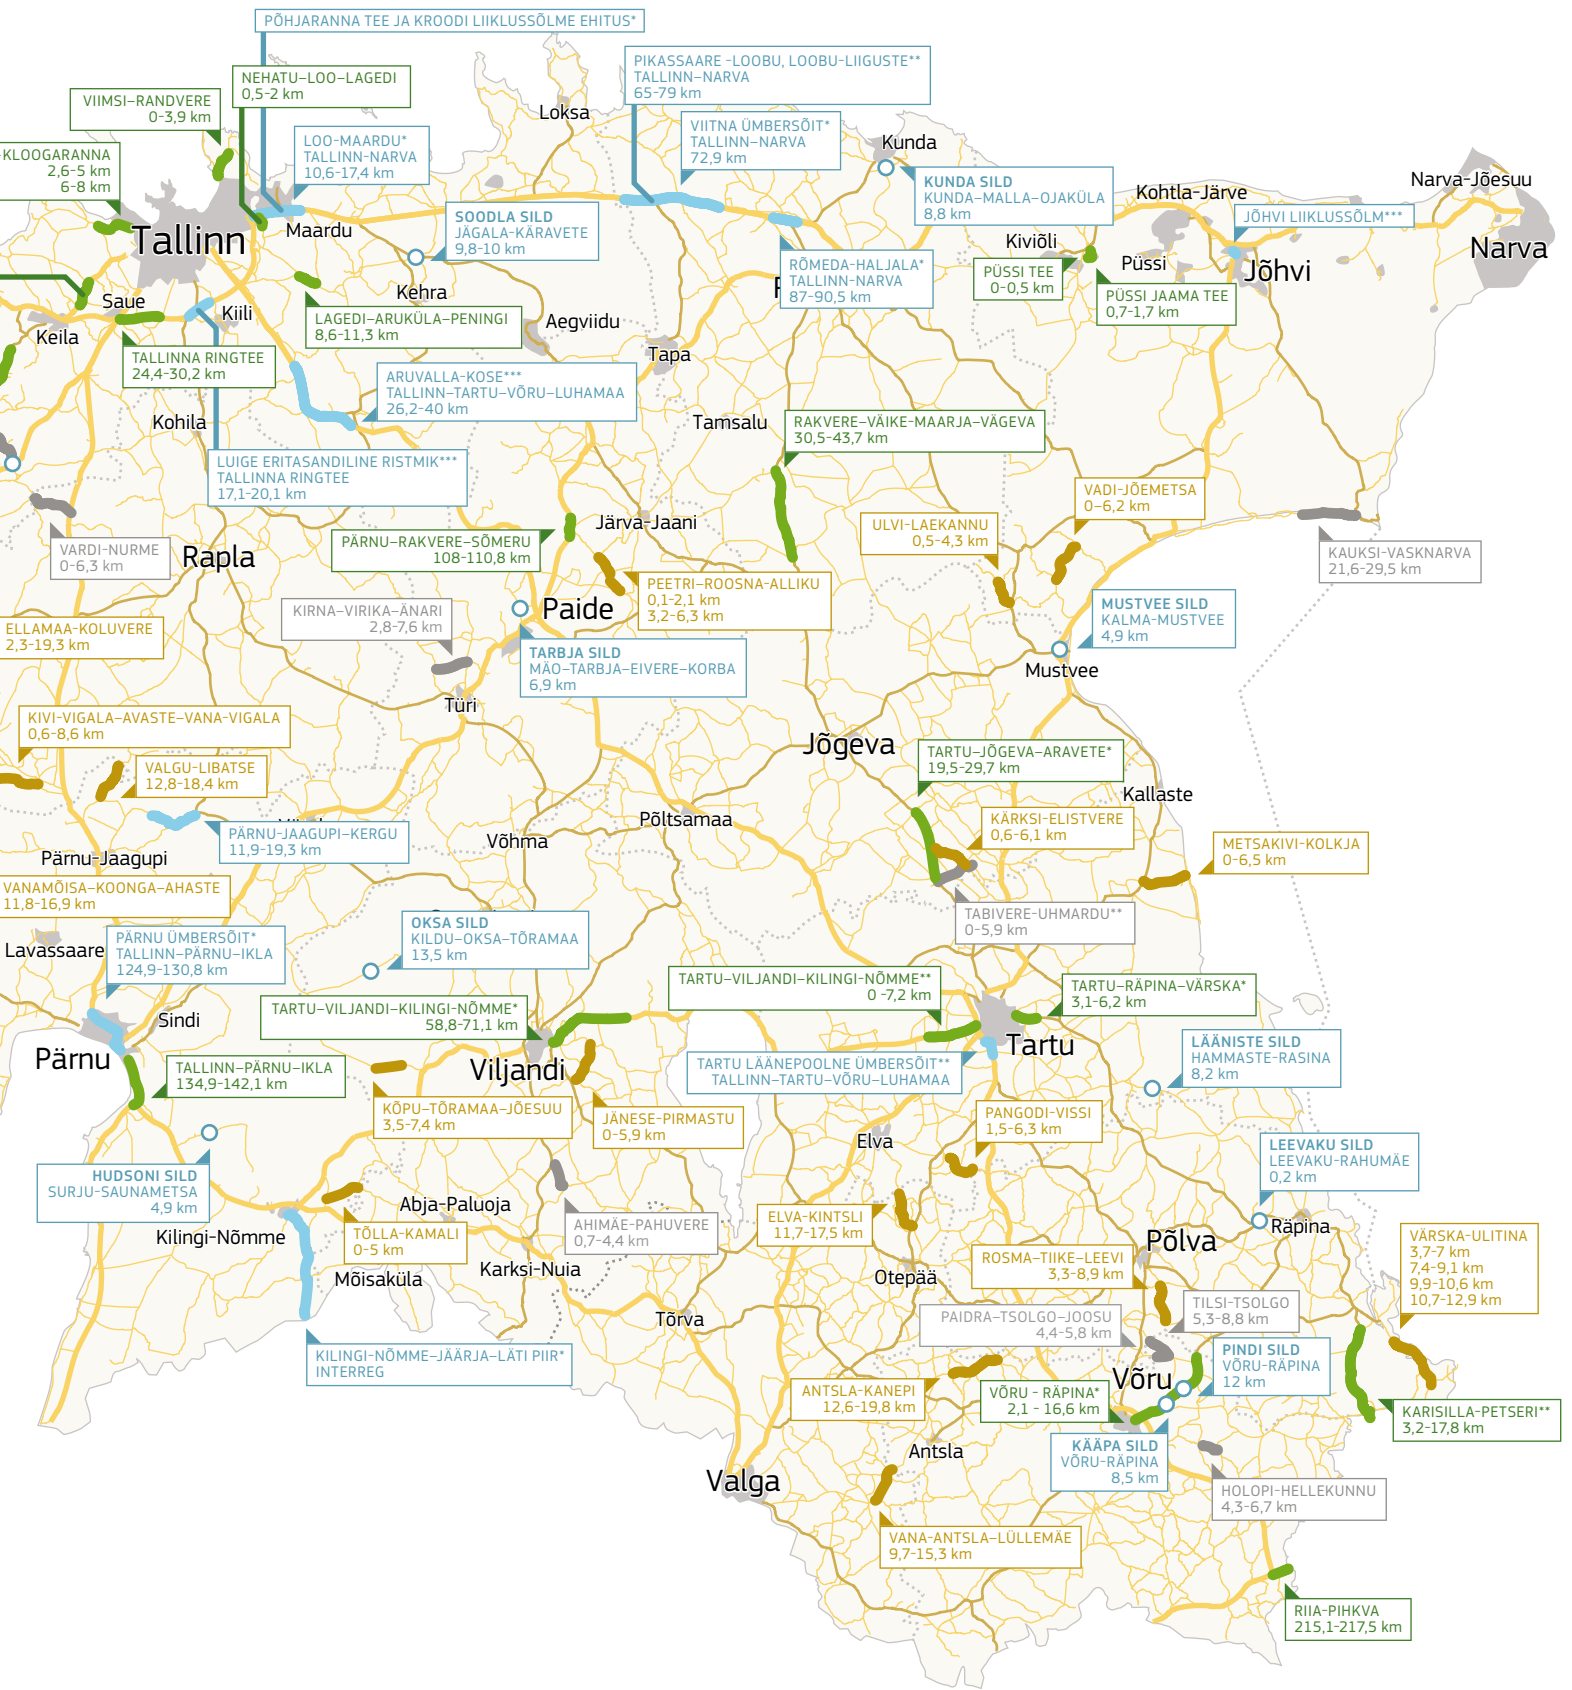 PÕHJARANNA TEE JA KROODI LIIKLUSSÕLME EHITUS*
NEHATU–LOO–LAGEDI
0,5-2 km
PIKASSAARE -LOOBU, LOOBU-LIIGUSTE**
TALLINN–NARVA
65-79 km
VIIMSI–RANDVERE
0-3,9 km
Loksa
VIITNA ÜMBERSÕIT*
TALLINN–NARVA
72,9 km
LOO-MAARDU*
TALLINN-NARVA
10,6-17,4 km
-KLOOGARANNA
2,6-5 km
6-8 km
Kunda
KUNDA SILD
KUNDA–MALLA–OJAKÜLA
8,8 km
Kohtla-Järve
Narva-Jõesuu
JÕHVI LIIKLUSSÕLM***
SOODLA SILD
JÄGALA-KÄRAVETE
9,8-10 km
Tallinn
Maardu
Kiviõli
Püssi
Jõhvi
Narva
RÕMEDA-HALJALA*
TALLINN-NARVA
87-90,5 km
PÜSSI TEE
0-0,5 km
PÜSSI JAAMA TEE
0,7-1,7 km
Kehra
Saue
Kiili
Keila
LAGEDI–ARUKÜLA–PENINGI
8,6-11,3 km
Aegviidu
Tapa
TALLINNA RINGTEE
24,4-30,2 km
ARUVALLA-KOSE***
TALLINN–TARTU–VÕRU–LUHAMAA
26,2-40 km
Kohila
Tamsalu
RAKVERE–VÄIKE-MAARJA–VÄGEVA
30,5-43,7 km
LUIGE ERITASANDILINE RISTMIK***
TALLINNA RINGTEE
17,1-20,1 km
VADI-JÕEMETSA
0–6,2 km
ULVI-LAEKANNU
0,5-4,3 km
Järva-Jaani
PÄRNU–RAKVERE–SÕMERU
108-110,8 km
VARDI-NURME
0-6,3 km
Rapla
KAUKSI-VASKNARVA
21,6-29,5 km
PEETRI–ROOSNA-ALLIKU
0,1-2,1 km
3,2-6,3 km
KIRNA–VIRIKA–ÄNARI
2,8-7,6 km
Paide
MUSTVEE SILD
KALMA-MUSTVEE
4,9 km
ELLAMAA-KOLUVERE
2,3-19,3 km
TARBJA SILD
MÄO–TARBJA–EIVERE–KORBA
6,9 km
Mustvee
Türi
KIVI-VIGALA–AVASTE–VANA-VIGALA
0,6-8,6 km
Jõgeva
TARTU–JÕGEVA–ARAVETE*
19,5-29,7 km
VALGU-LIBATSE
12,8-18,4 km
Kallaste
KÄRKSI-ELISTVERE
0,6-6,1 km
Põltsamaa
PÄRNU-JAAGUPI–KERGU
11,9-19,3 km
Võhma
Pärnu-Jaagupi
METSAKIVI-KOLKJA
0-6,5 km
VANAMÕISA–KOONGA–AHASTE
11,8-16,9 km
TABIVERE-UHMARDU**
0-5,9 km
OKSA SILD
KILDU–OKSA–TÕRAMAA
13,5 km
Lavassaare
PÄRNU ÜMBERSÕIT*
TALLINN–PÄRNU–IKLA
124,9-130,8 km
TARTU–VILJANDI–KILINGI-NÕMME**
0 -7,2 km
TARTU–RÄPINA–VÄRSKA*
3,1-6,2 km
TARTU–VILJANDI–KILINGI-NÕMME*
58,8-71,1 km
Sindi
Pärnu
Viljandi
Tartu
LÄÄNISTE SILD
HAMMASTE-RASINA
8,2 km
TARTU LÄÄNEPOOLNE ÜMBERSÕIT**
TALLINN–TARTU–VÕRU–LUHAMAA
TALLINN–PÄRNU–IKLA
134,9-142,1 km
KÕPU–TÕRAMAA–JÕESUU
3,5-7,4 km
JÄNESE-PIRMASTU
0-5,9 km
PANGODI-VISSI
1,5-6,3 km
Elva
LEEVAKU SILD
LEEVAKU-RAHUMÄE
0,2 km
HUDSONI SILD
SURJU-SAUNAMETSA
4,9 km
Abja-Paluoja
Kilingi-Nõmme
TÕLLA-KAMALI
0-5 km
AHIMÄE-PAHUVERE
0,7-4,4 km
ELVA-KINTSLI
11,7-17,5 km
Räpina
Põlva
VÄRSKA-ULITINA
3,7-7 km
7,4-9,1 km
9,9-10,6 km
10,7-12,9 km
ROSMA–TIIKE–LEEVI
3,3-8,9 km
Karksi-Nuia
Mõisaküla
Otepää
Tõrva
PAIDRA–TSOLGO–JOOSU
4,4-5,8 km
TILSI-TSOLGO
5,3-8,8 km
KILINGI-NÕMME–JÄÄRJA–LÄTI PIIR*
INTERREG
PINDI SILD
VÕRU-RÄPINA
12 km
Võru
ANTSLA-KANEPI
12,6-19,8 km
VÕRU - RÄPINA*
2,1 - 16,6 km
KARISILLA-PETSERI**
3,2-17,8 km
Antsla
KÄÄPA SILD
VÕRU-RÄPINA
8,5 km
Valga
HOLOPI-HELLEKUNNU
4,3-6,7 km
VANA-ANTSLA–LÜLLEMÄE
9,7-15,3 km
RIIA-PIHKVA
215,1-217,5 km